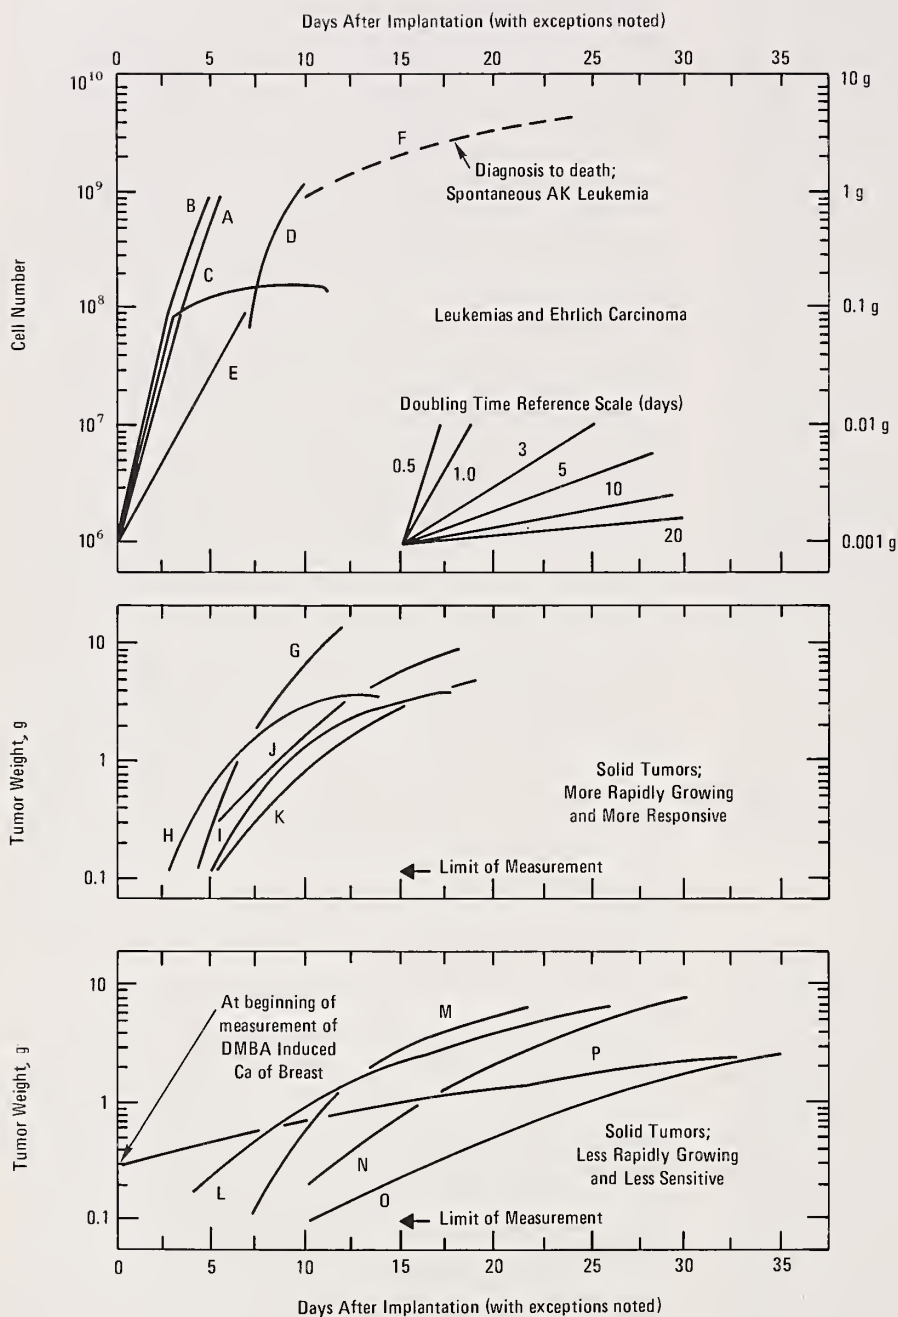 Days After Implantation (with exceptions noted)
0 5 10 15 20 25 30 35
10^10 10 g
F
Diagnosis to death;
Spontaneous AK Leukemia
10^9 1 g
B
A
D
C
10^8 0.1 g
Leukemias and Ehrlich Carcinoma
Cell Number
E
Doubling Time Reference Scale (days)
10^7 0.01 g
0.5 1.0 3 5 10 20
10^6 0.001 g
10
G
J
1
Tumor Weight, g
Solid Tumors;
More Rapidly Growing
and More Responsive
H I K
0.1
Limit of Measurement
10
At beginning of
measurement of
DMBA Induced
Ca of Breast
M
P
1
Tumor Weight, g
Solid Tumors;
Less Rapidly Growing
and Less Sensitive
L N O
0.1
Limit of Measurement
0 5 10 15 20 25 30 35
Days After Implantation (with exceptions noted)